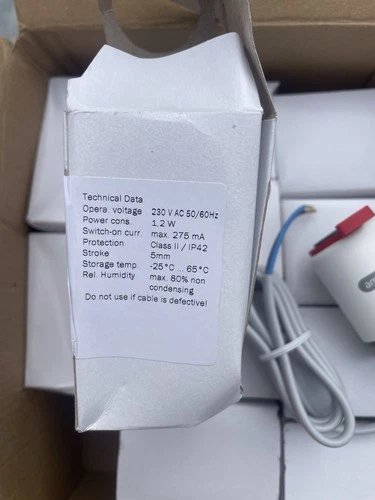 Technical Data
Opera. voltage 230 V AC 50/60Hz
Power cons. 1,2 W
Switch-on curr. max. 275 mA
Protection Class II / IP42
Stroke 5mm
Storage temp. -25°C ... 65°C
Rel. Humidity max. 80% non
condensing
Do not use if cable is defective!